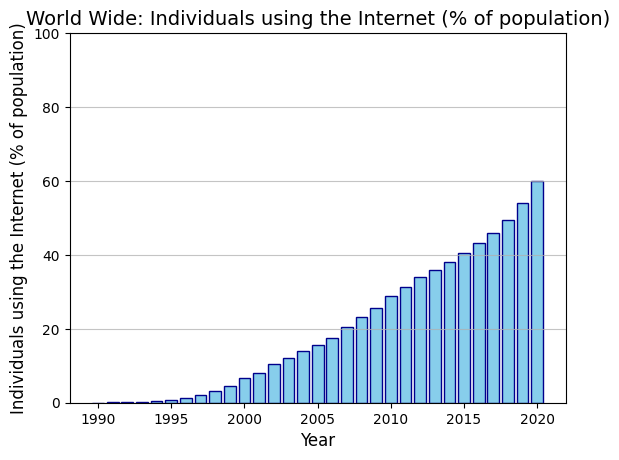 World Wide: Individuals using the Internet (% of population)
Individuals using the Internet (% of population)
100
80
60
40
20
0
1990 1995 2000 2005 2010 2015 2020
Year